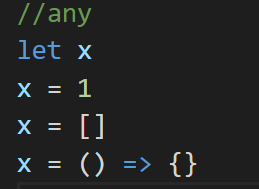 //any
let x
x = 1
x = []
x = () => {}